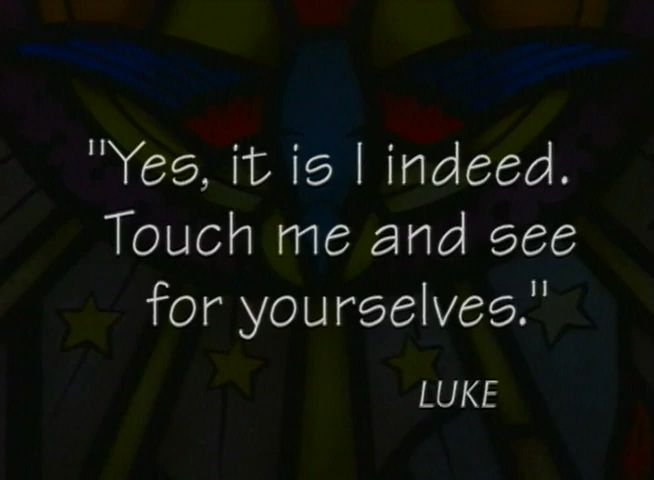 "Yes, it is I indeed.
Touch me and see
for yourselves."
LUKE